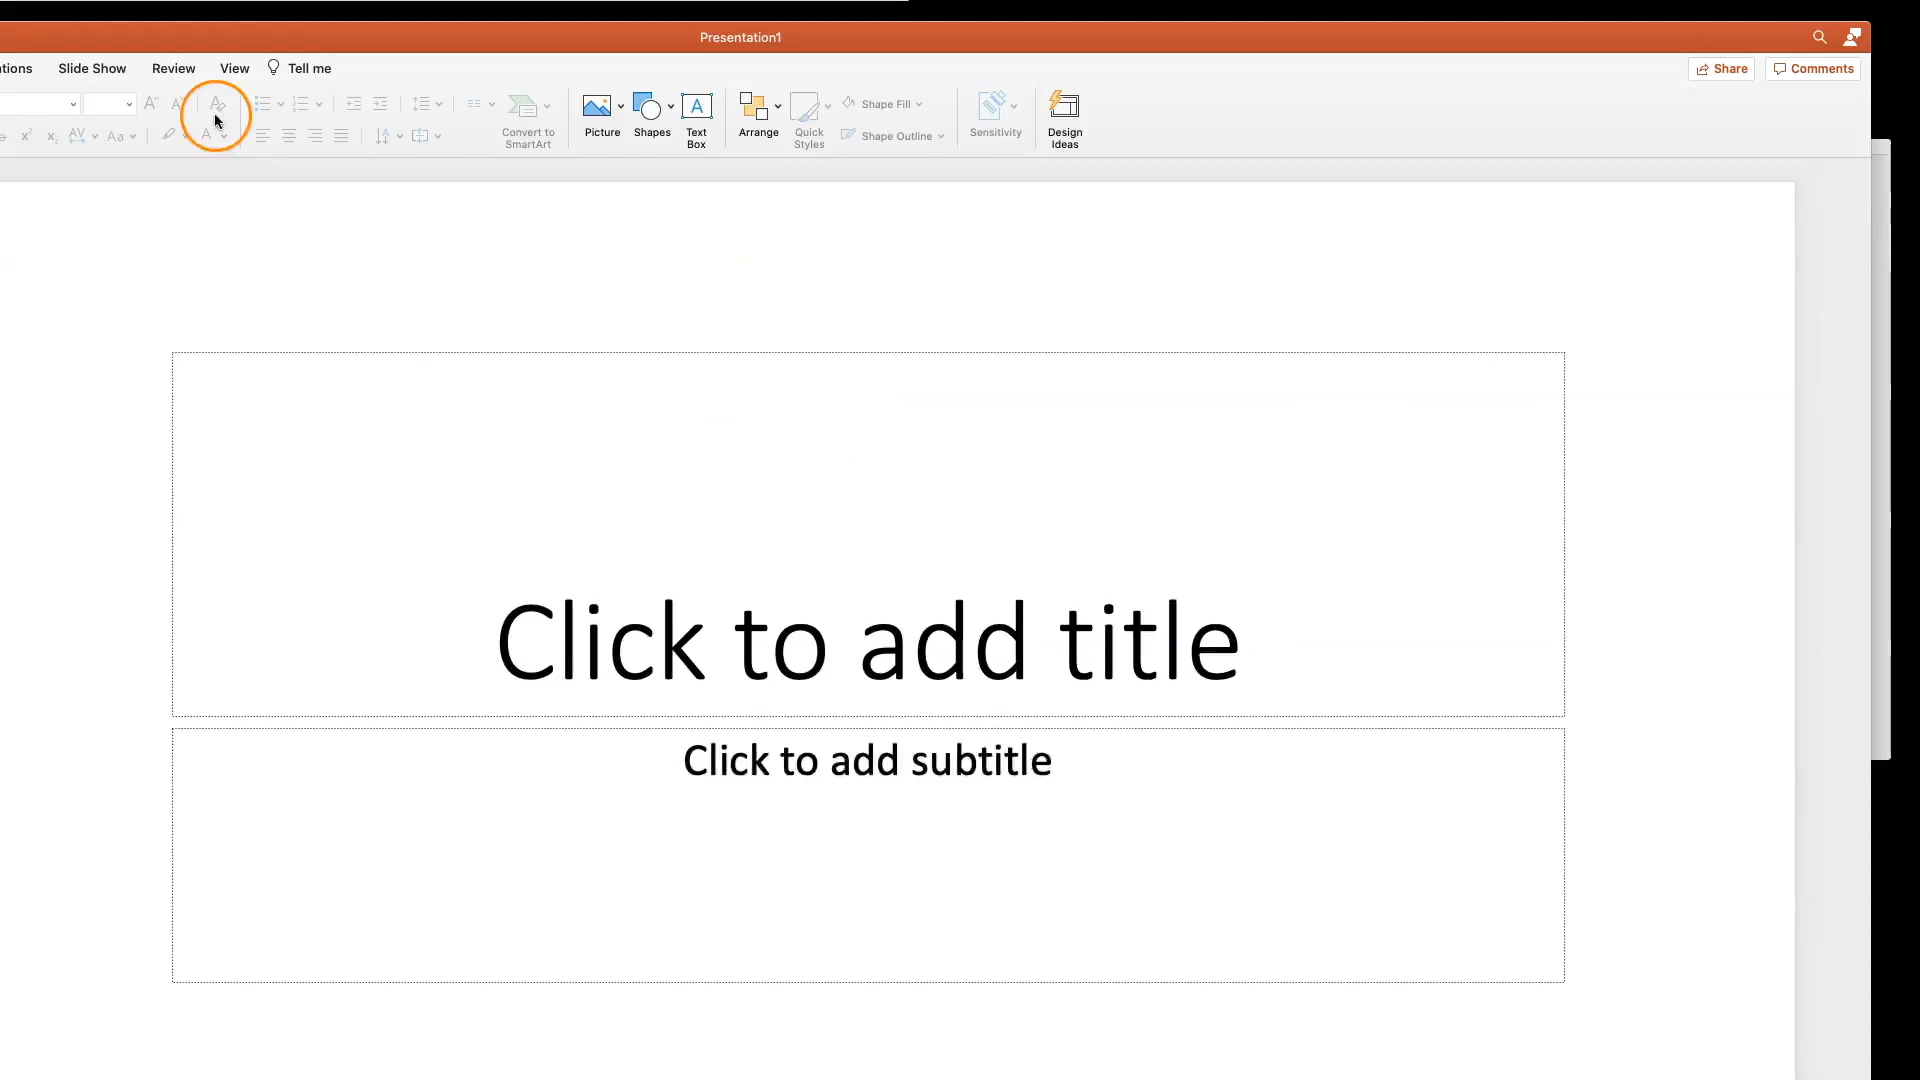 Presentation1
tions Slide Show Review View Tell me Share Comments
Shape Fill
Aa Shape Outline
Convert to
SmartArt
Picture
Shapes
Text
Box
Arrange
Quick
Styles
Sensitivity
Design
Ideas
Click to add title
Click to add subtitle